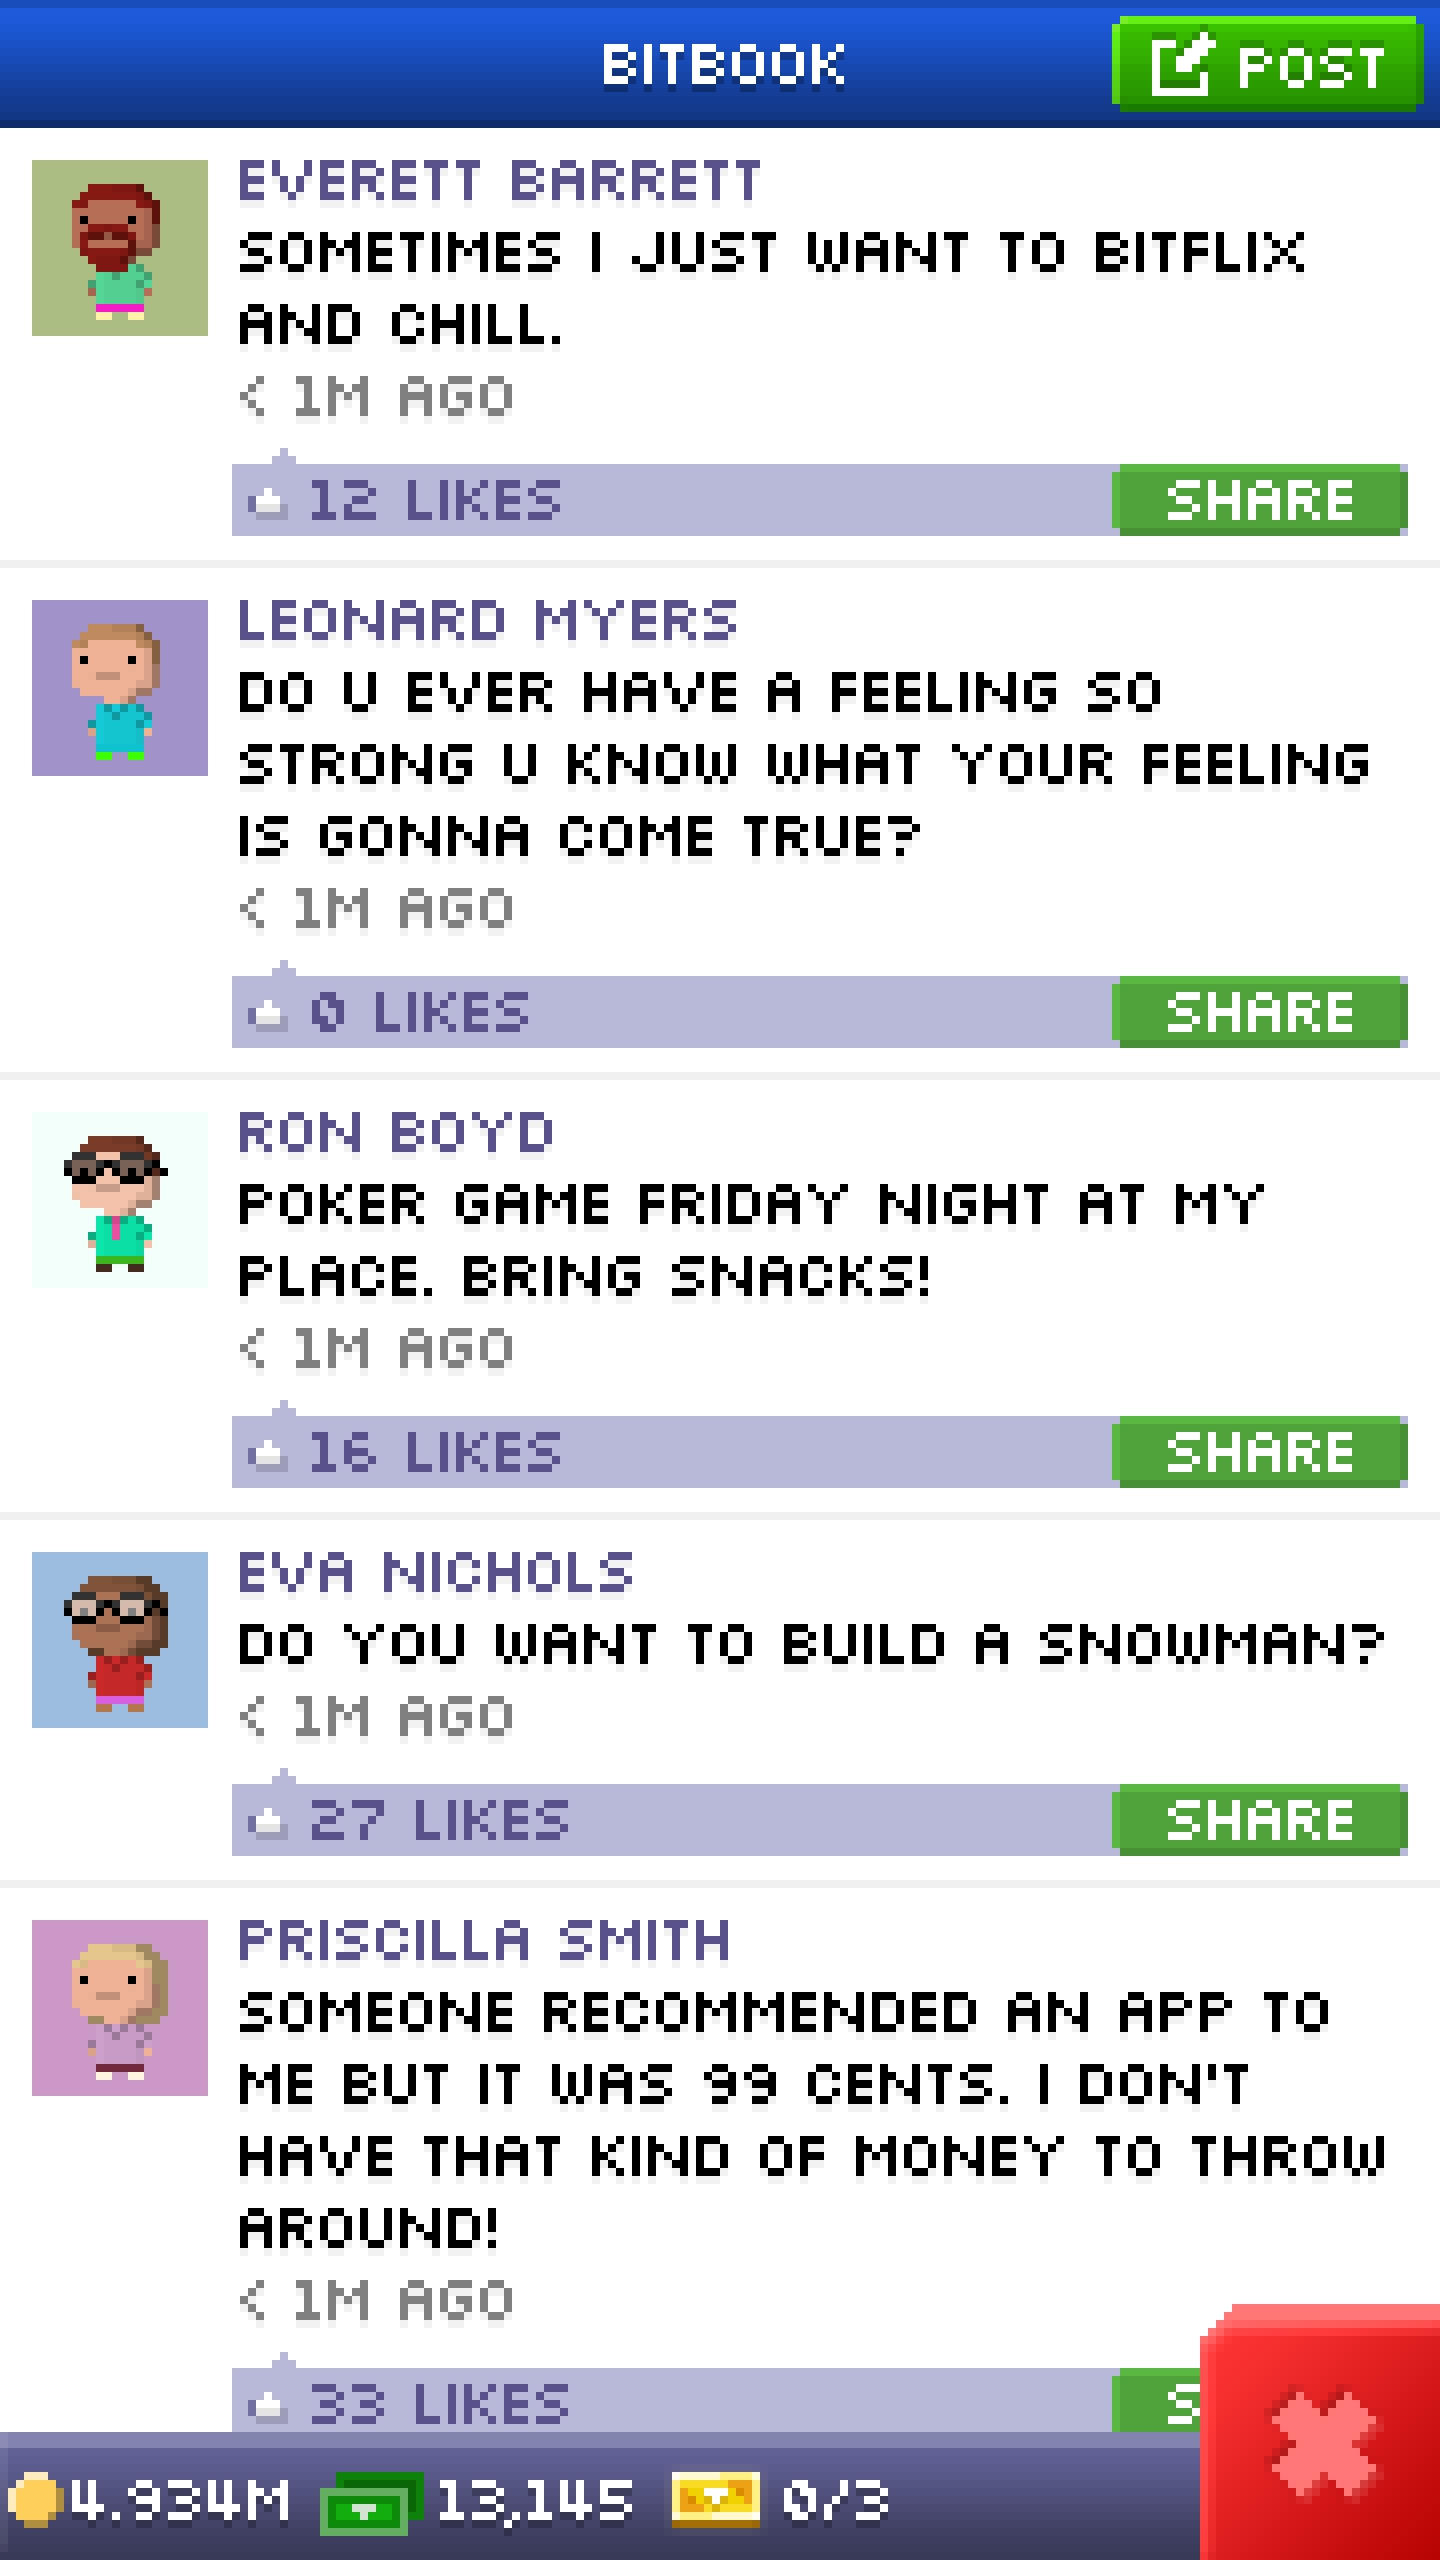 BITBOOK
POST
EVERETT BARRETT
SOMETIMES I JUST WANT TO BITFLIX
AND CHILL.
< 1M AGO
12 LIKES
SHARE
LEONARD MYERS
DO U EVER HAVE A FEELING SO
STRONG U KNOW WHAT YOUR FEELING
IS GONNA COME TRUE?
< 1M AGO
0 LIKES
SHARE
RON BOYD
POKER GAME FRIDAY NIGHT AT MY
PLACE. BRING SNACKS!
< 1M AGO
16 LIKES
SHARE
EVA NICHOLS
DO YOU WANT TO BUILD A SNOWMAN?
< 1M AGO
27 LIKES
SHARE
PRISCILLA SMITH
SOMEONE RECOMMENDED AN APP TO
ME BUT IT WAS 99 CENTS. I DON'T
HAVE THAT KIND OF MONEY TO THROW
AROUND!
< 1M AGO
33 LIKES
S
4.934M
13,145
0/3